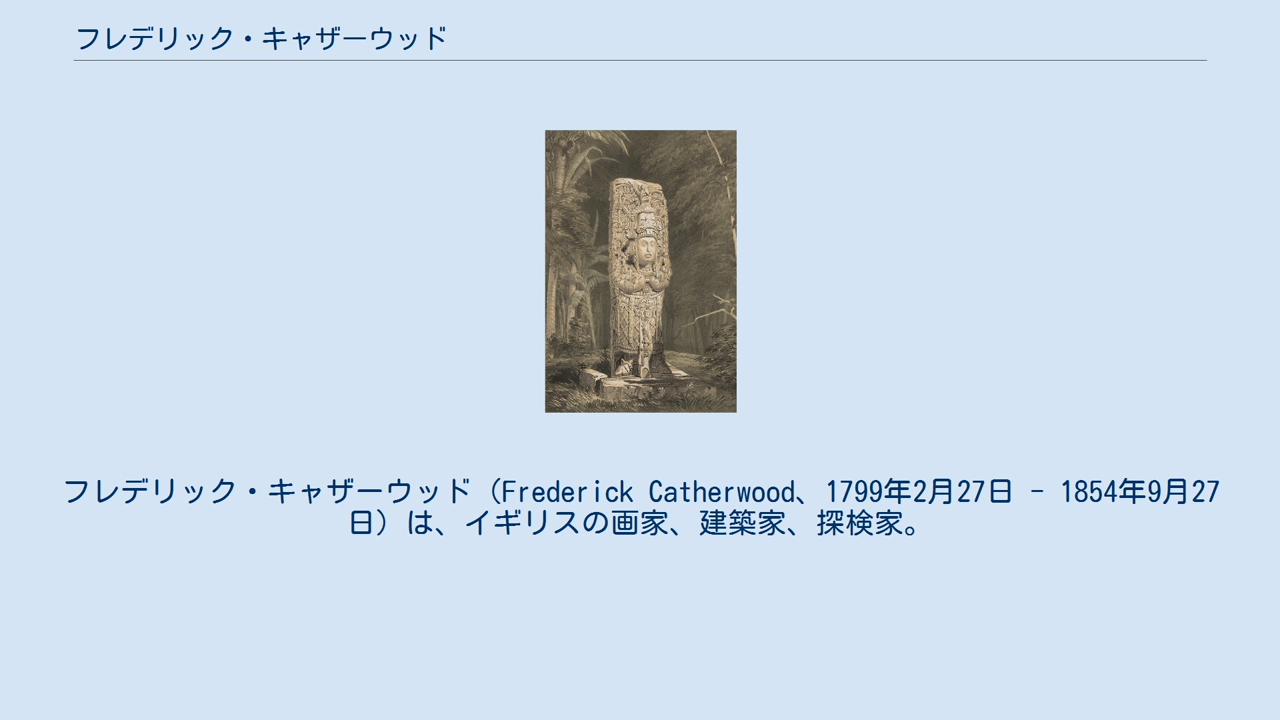 フレデリック・キャザーウッド
フレデリック・キャザーウッド（Frederick Catherwood、1799年2月27日 - 1854年9月27
日）は、イギリスの画家、建築家、探検家。